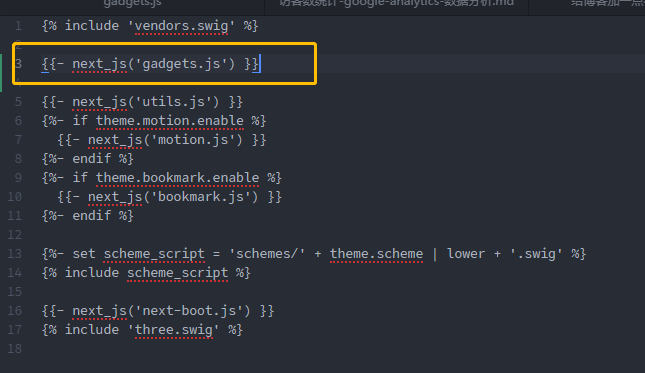 gadgets.js 访客数统计-google-analytics-数据分析.md 给博客加一点
1 {% include 'vendors.swig' %}
2
3 {{- next_js('gadgets.js') }}
4
5 {{- next_js('utils.js') }}
6 {%- if theme.motion.enable %}
7 {{- next_js('motion.js') }}
8 {%- endif %}
9 {%- if theme.bookmark.enable %}
10 {{- next_js('bookmark.js') }}
11 {%- endif %}
12
13 {%- set scheme_script = 'schemes/' + theme.scheme | lower + '.swig' %}
14 {% include scheme_script %}
15
16 {{- next_js('next-boot.js') }}
17 {% include 'three.swig' %}
18